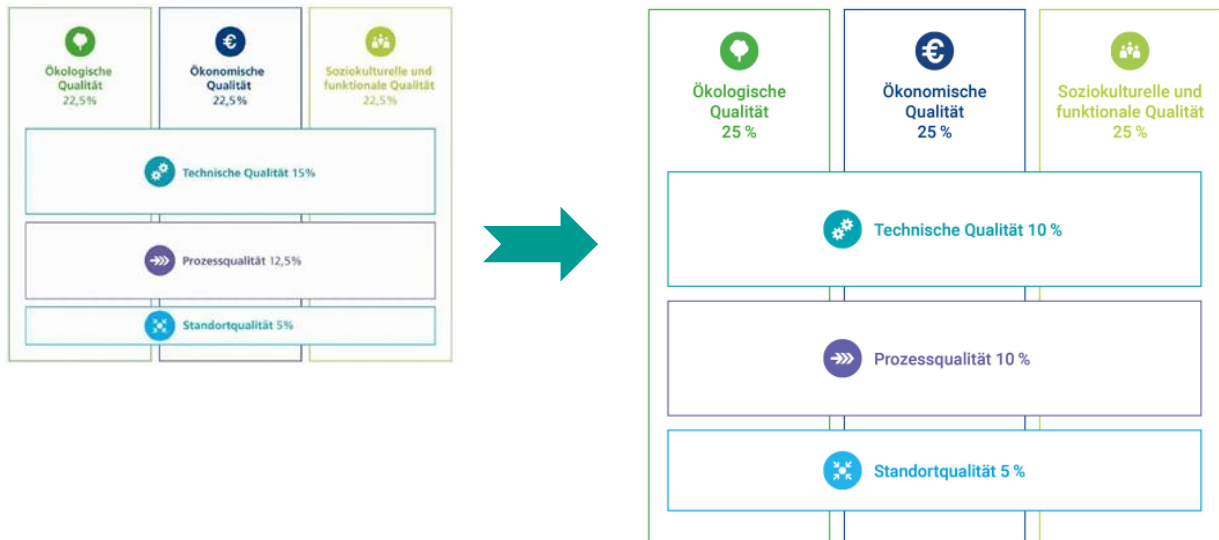 Ökologische
Qualität
22,5%
Ökonomische
Qualität
22,5%
Soziokulturelle und
funktionale Qualität
22,5%
Technische Qualität 15%
Prozessqualität 12,5%
Standortqualität 5%
Ökologische
Qualität
25 %
Ökonomische
Qualität
25 %
Soziokulturelle und
funktionale Qualität
25 %
Technische Qualität 10 %
Prozessqualität 10 %
Standortqualität 5 %